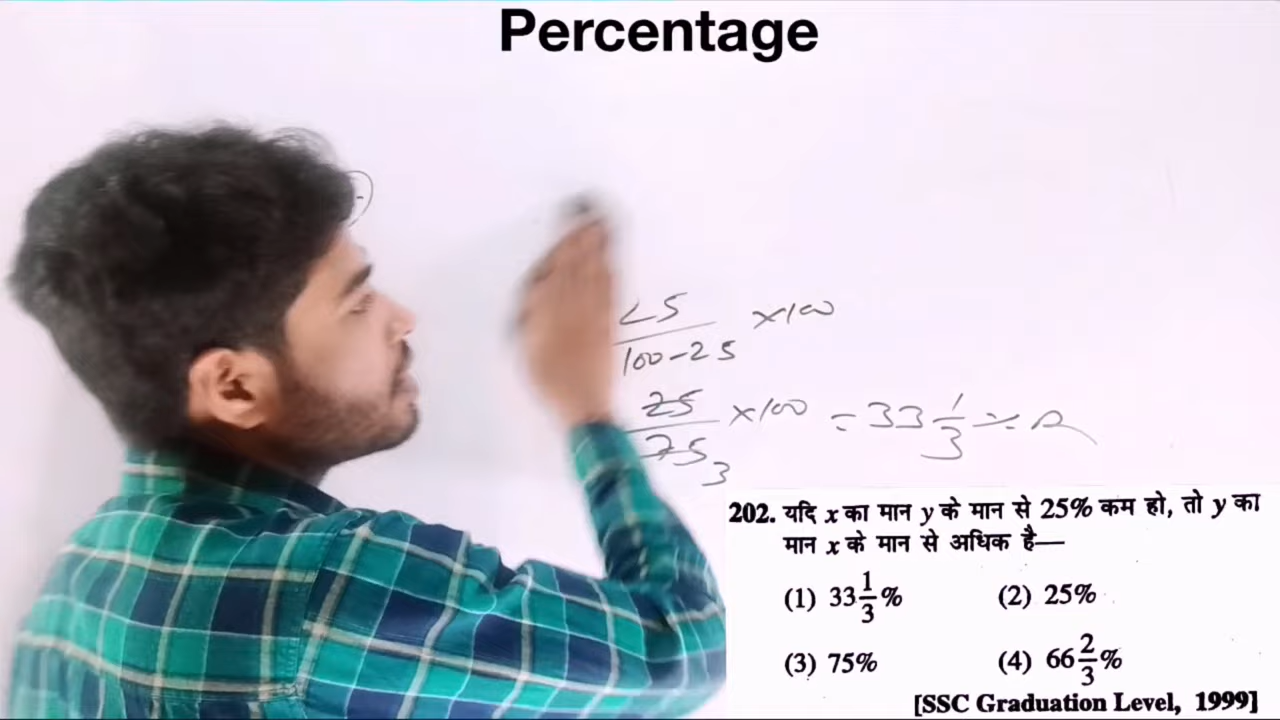 Percentage
25
100-25 ×100
25
75 ×100 = 33 1/3 %
3
202. यदि x का मान y के मान से 25% कम हो, तो y का
मान x के मान से अधिक है—
(1) 33 1/3 % (2) 25%
(3) 75% (4) 66 2/3 %
[SSC Graduation Level, 1999]